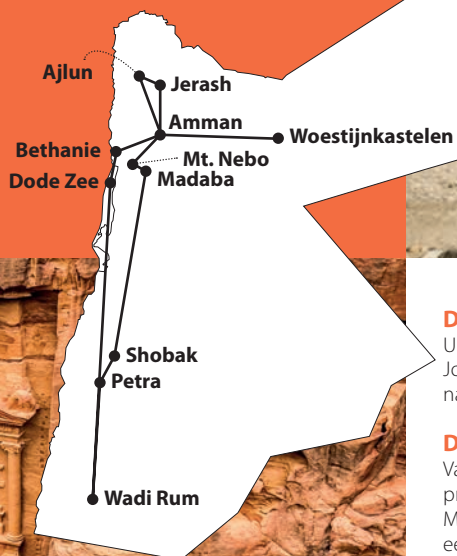 Ajlun
Jerash
Amman
Woestijnkastelen
Bethanie
Mt. Nebo
Dode Zee
Madaba
Shobak
Petra
Wadi Rum
D
U
Jo
na
D
Va
pr
M
ee